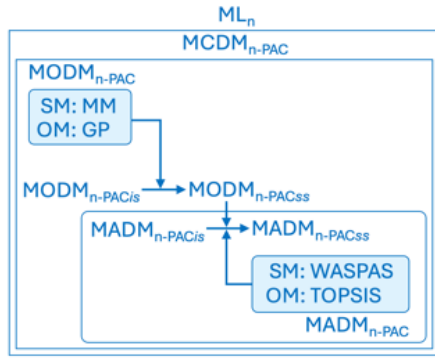 MLₙ
MCDMₙ₋PAC
MODMₙ₋PAC
SM: MM
OM: GP
MODMₙ₋PACis MODMₙ₋PACss
MADMₙ₋PACis MADMₙ₋PACss
SM: WASPAS
OM: TOPSIS
MADMₙ₋PAC